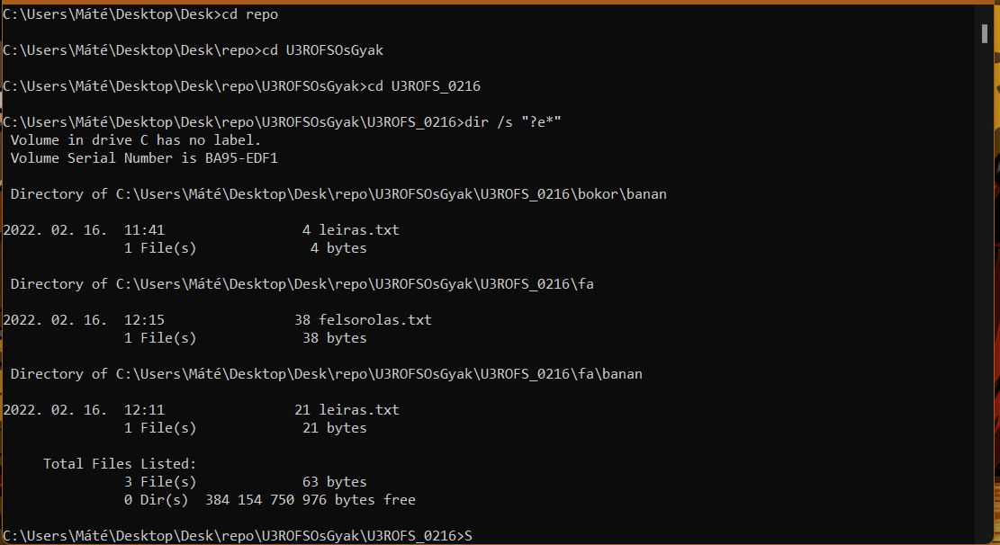 C:\Users\Máté\Desktop\Desk>cd repo
C:\Users\Máté\Desktop\Desk\repo>cd U3ROFSOsGyak
C:\Users\Máté\Desktop\Desk\repo\U3ROFSOsGyak>cd U3ROFS_0216
C:\Users\Máté\Desktop\Desk\repo\U3ROFSOsGyak\U3ROFS_0216>dir /s "?e*"
Volume in drive C has no label.
Volume Serial Number is BA95-EDF1
Directory of C:\Users\Máté\Desktop\Desk\repo\U3ROFSOsGyak\U3ROFS_0216\bokor\banan
2022. 02. 16.  11:41                 4 leiras.txt
1 File(s)              4 bytes
Directory of C:\Users\Máté\Desktop\Desk\repo\U3ROFSOsGyak\U3ROFS_0216\fa
2022. 02. 16.  12:15                38 felsorolas.txt
1 File(s)             38 bytes
Directory of C:\Users\Máté\Desktop\Desk\repo\U3ROFSOsGyak\U3ROFS_0216\fa\banan
2022. 02. 16.  12:11                21 leiras.txt
1 File(s)             21 bytes
Total Files Listed:
3 File(s)             63 bytes
0 Dir(s)  384 154 750 976 bytes free
C:\Users\Máté\Desktop\Desk\repo\U3ROFSOsGyak\U3ROFS_0216>S